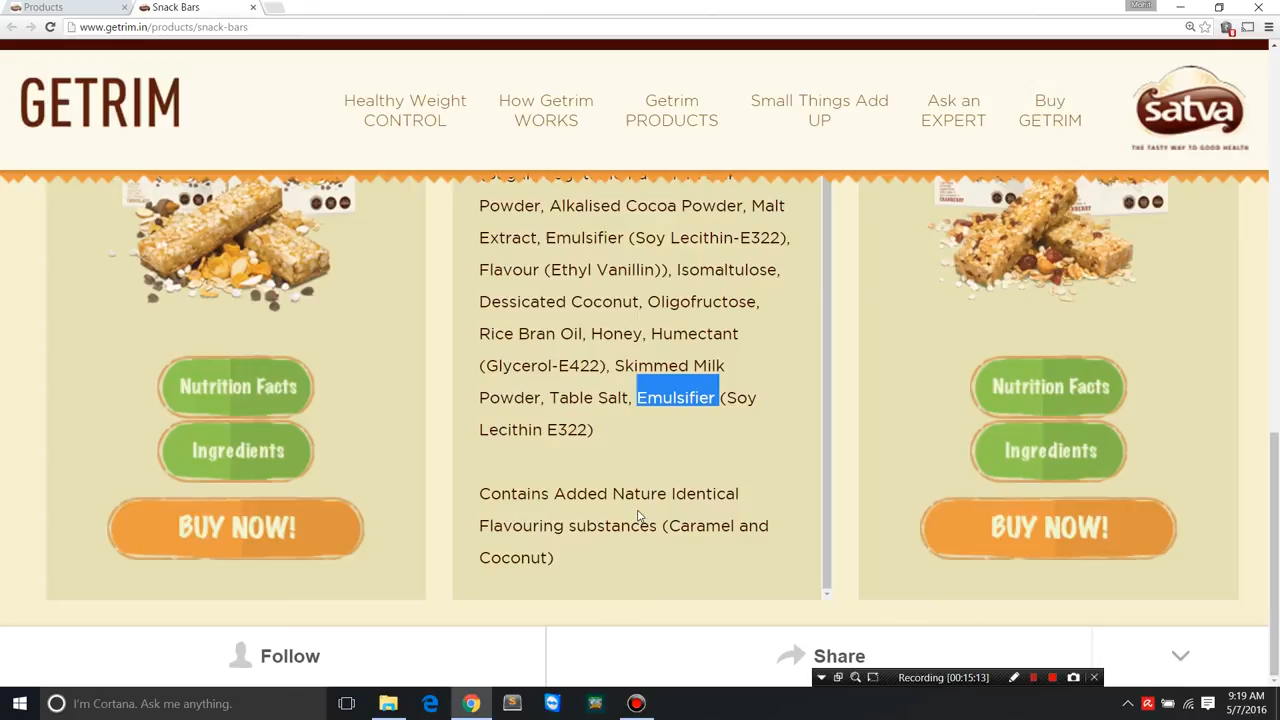 Products
Snack Bars
Mohit
www.getrim.in/products/snack-bars
GETRIM
Healthy Weight
CONTROL
How Getrim
WORKS
Getrim
PRODUCTS
Small Things Add
UP
Ask an
EXPERT
Buy
GETRIM
satva
THE TASTY WAY TO GOOD HEALTH
Powder, Alkalised Cocoa Powder, Malt
Extract, Emulsifier (Soy Lecithin-E322),
Flavour (Ethyl Vanillin)), Isomaltulose,
Dessicated Coconut, Oligofructose,
Rice Bran Oil, Honey, Humectant
(Glycerol-E422), Skimmed Milk
Powder, Table Salt, Emulsifier (Soy
Lecithin E322)
Contains Added Nature Identical
Flavouring substances (Caramel and
Coconut)
Nutrition Facts
Ingredients
BUY NOW!
Nutrition Facts
Ingredients
BUY NOW!
Follow
Share
Recording [00:15:13]
I'm Cortana. Ask me anything.
9:19 AM
5/7/2016